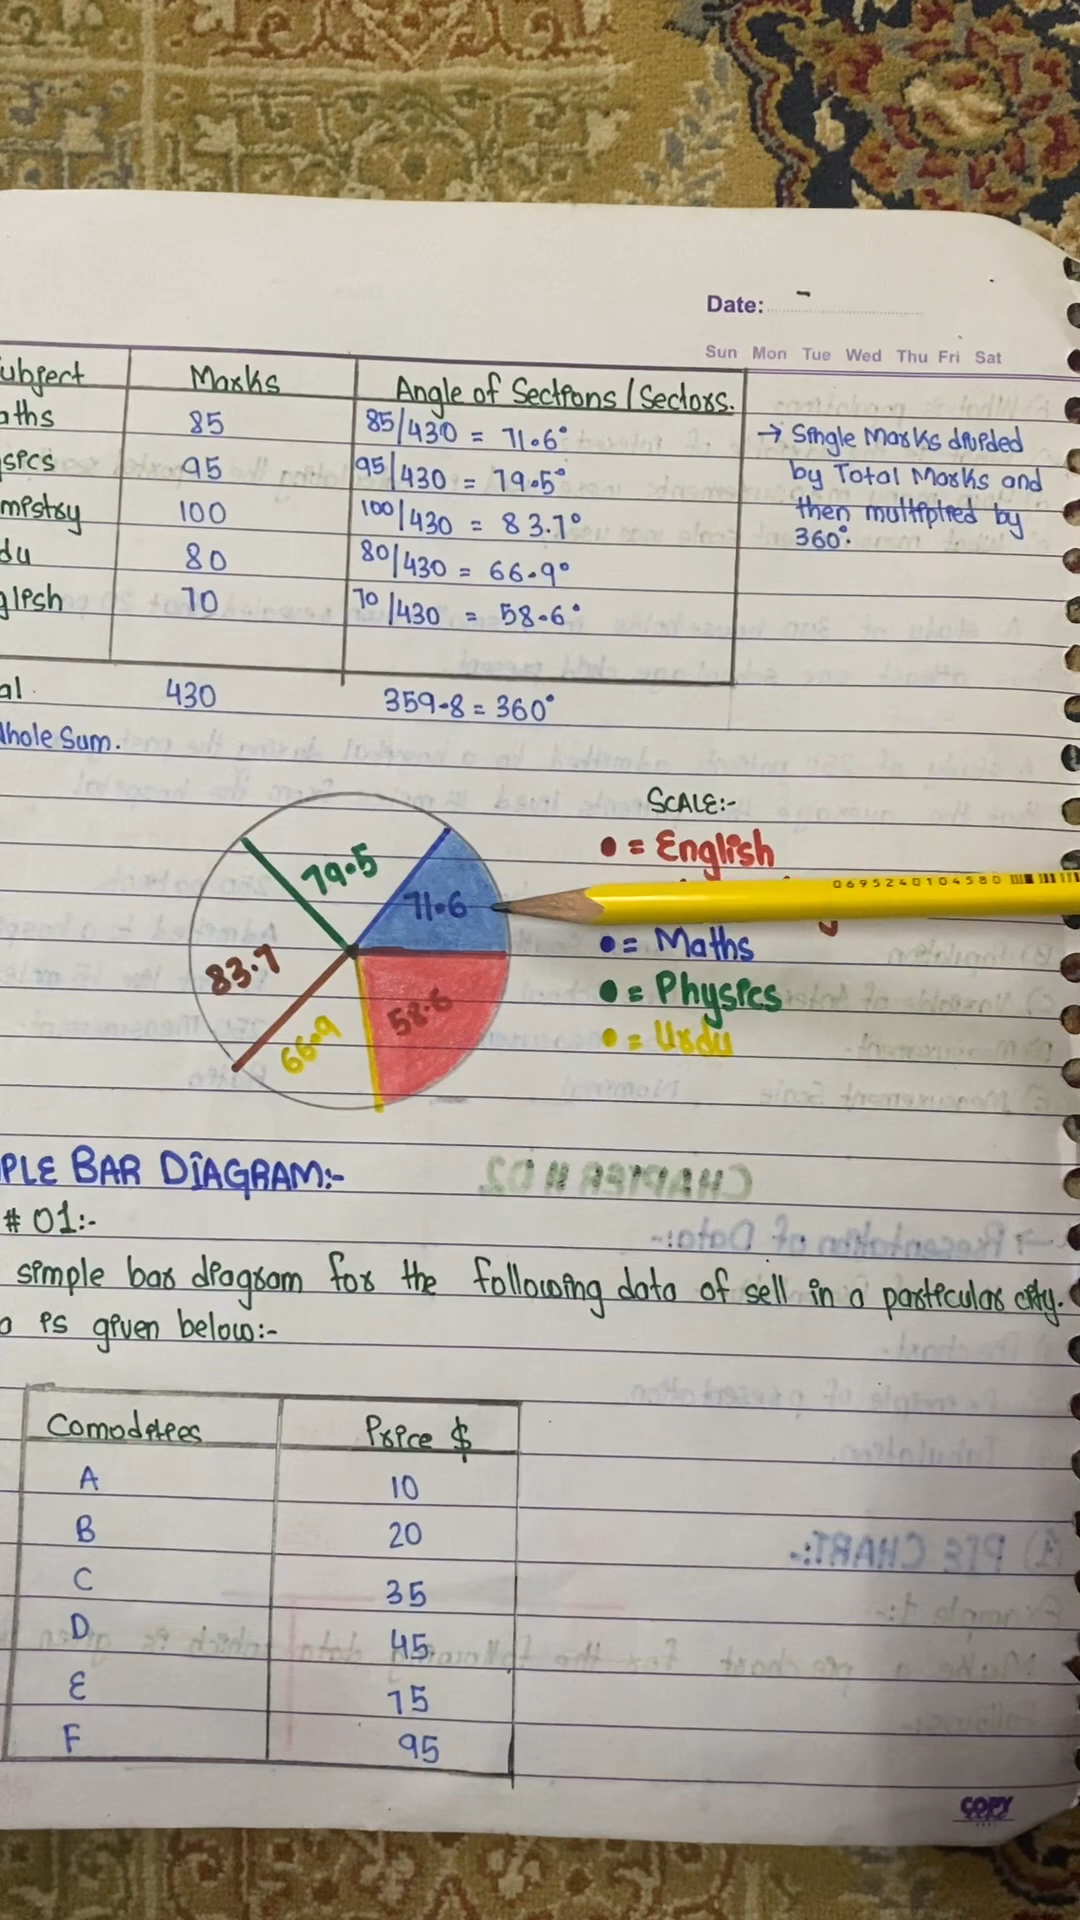 Date:
Sun Mon Tue Wed Thu Fri Sat
ubject Marks Angle of Sections / Sectors.
aths 85 85/430 = 71.6°
sics 95 95/430 = 79.5°
mistry 100 100/430 = 83.7°
du 80 80/430 = 66.9°
glish 70 70/430 = 58.6°
→ Single Marks divided
by Total Marks and
then multiplied by
360°.
al. 430 359.8 = 360°
Whole Sum.
SCALE:-
79.5
71.6
83.7
66.9
58.6
• = English
• = Maths
• = Physics
• = Urdu
0695240104580
PLE BAR DIAGRAM:-
# 01:-
simple bar diagram for the following data of sell in a particular city.
a is given below:-
Comodities Price $
A 10
B 20
C 35
D 45
E 75
F 95
COPY